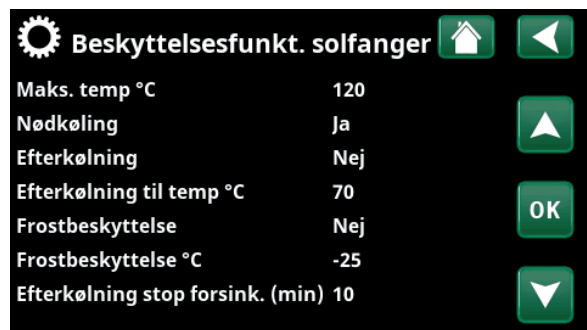 Beskyttelsesfunkt. solfanger
Maks. temp °C 120
Nødkøling Ja
Efterkølning Nej
Efterkølning til temp °C 70
Frostbeskyttelse Nej
Frostbeskyttelse °C -25
Efterkølning stop forsink. (min) 10
OK